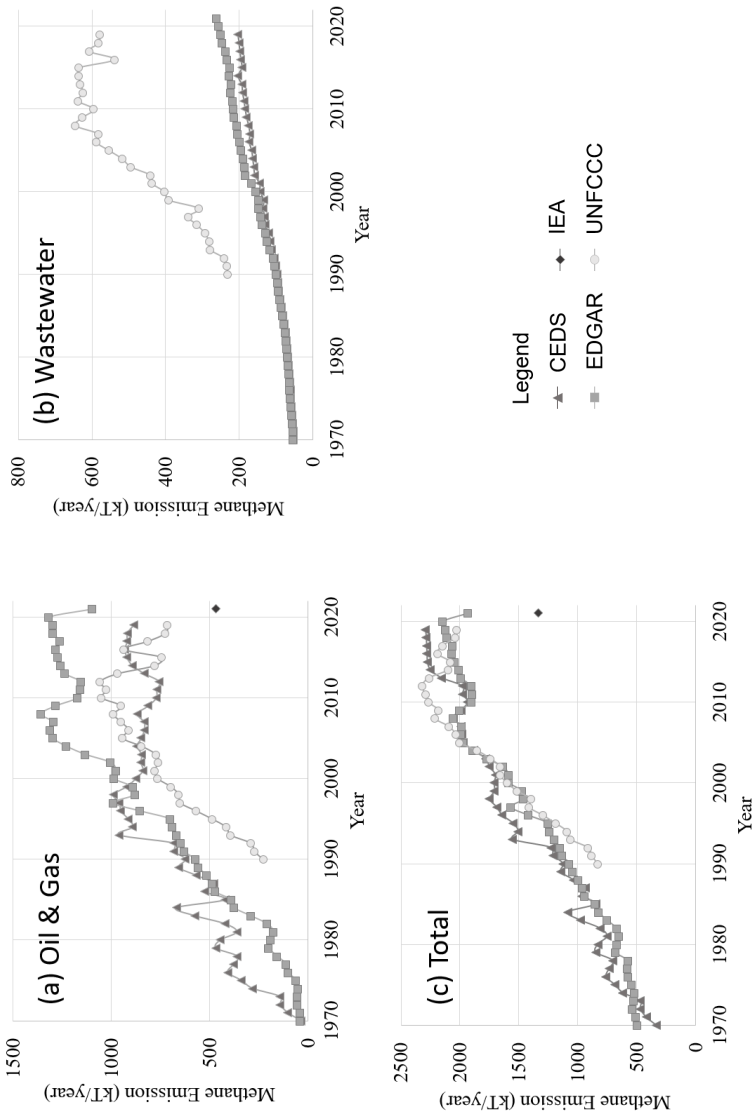 (a) Oil & Gas
Methane Emission (kT/year)
1500
1000
500
0
1970
1980
1990
2000
2010
2020
Year
(b) Wastewater
Methane Emission (kT/year)
800
600
400
200
0
1970
1980
1990
2000
2010
2020
Year
(c) Total
Methane Emission (kT/year)
2500
2000
1500
1000
500
0
1970
1980
1990
2000
2010
2020
Year
Legend
CEDS
IEA
EDGAR
UNFCCC